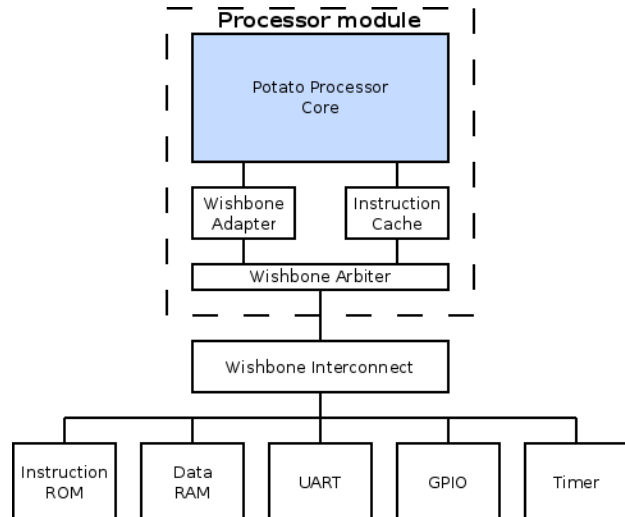 Processor module
Potato Processor
Core
Wishbone
Adapter
Instruction
Cache
Wishbone Arbiter
Wishbone Interconnect
Instruction
ROM
Data
RAM
UART
GPIO
Timer